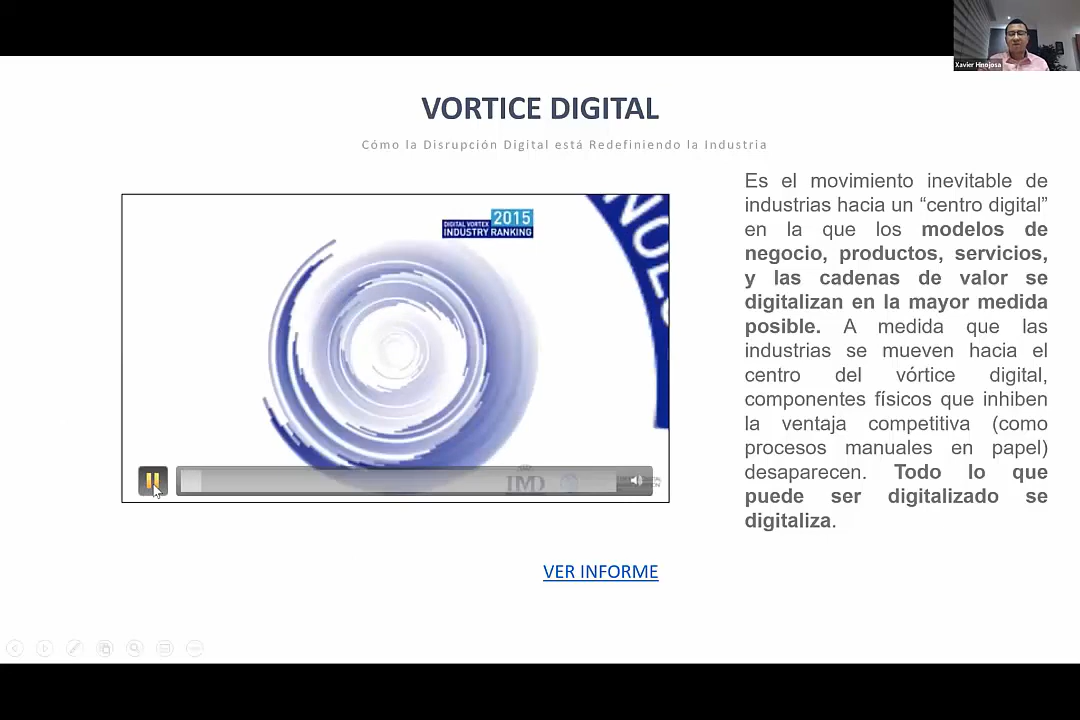 Xavier Hnojosa
VORTICE DIGITAL
Cómo la Disrupción Digital está Redefiniendo la Industria
DIGITAL VORTEX 2015
INDUSTRY RANKING
NOLO
IMD
Es el movimiento inevitable de
industrias hacia un “centro digital”
en la que los modelos de
negocio, productos, servicios,
y las cadenas de valor se
digitalizan en la mayor medida
posible. A medida que las
industrias se mueven hacia el
centro del vórtice digital,
componentes físicos que inhiben
la ventaja competitiva (como
procesos manuales en papel)
desaparecen. Todo lo que
puede ser digitalizado se
digitaliza.
VER INFORME